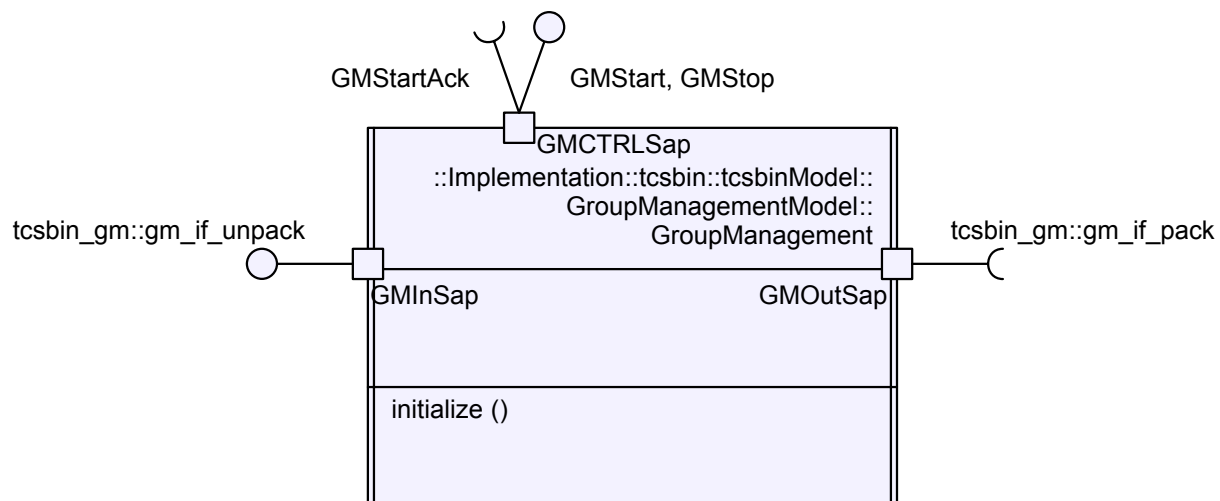 GMStartAck
GMStart, GMStop
GMCTRLSap
::Implementation::tcsbin::tcsbinModel::
GroupManagementModel::
GroupManagement
tcsbin_gm::gm_if_unpack
tcsbin_gm::gm_if_pack
GMInSap
GMOutSap
initialize ()